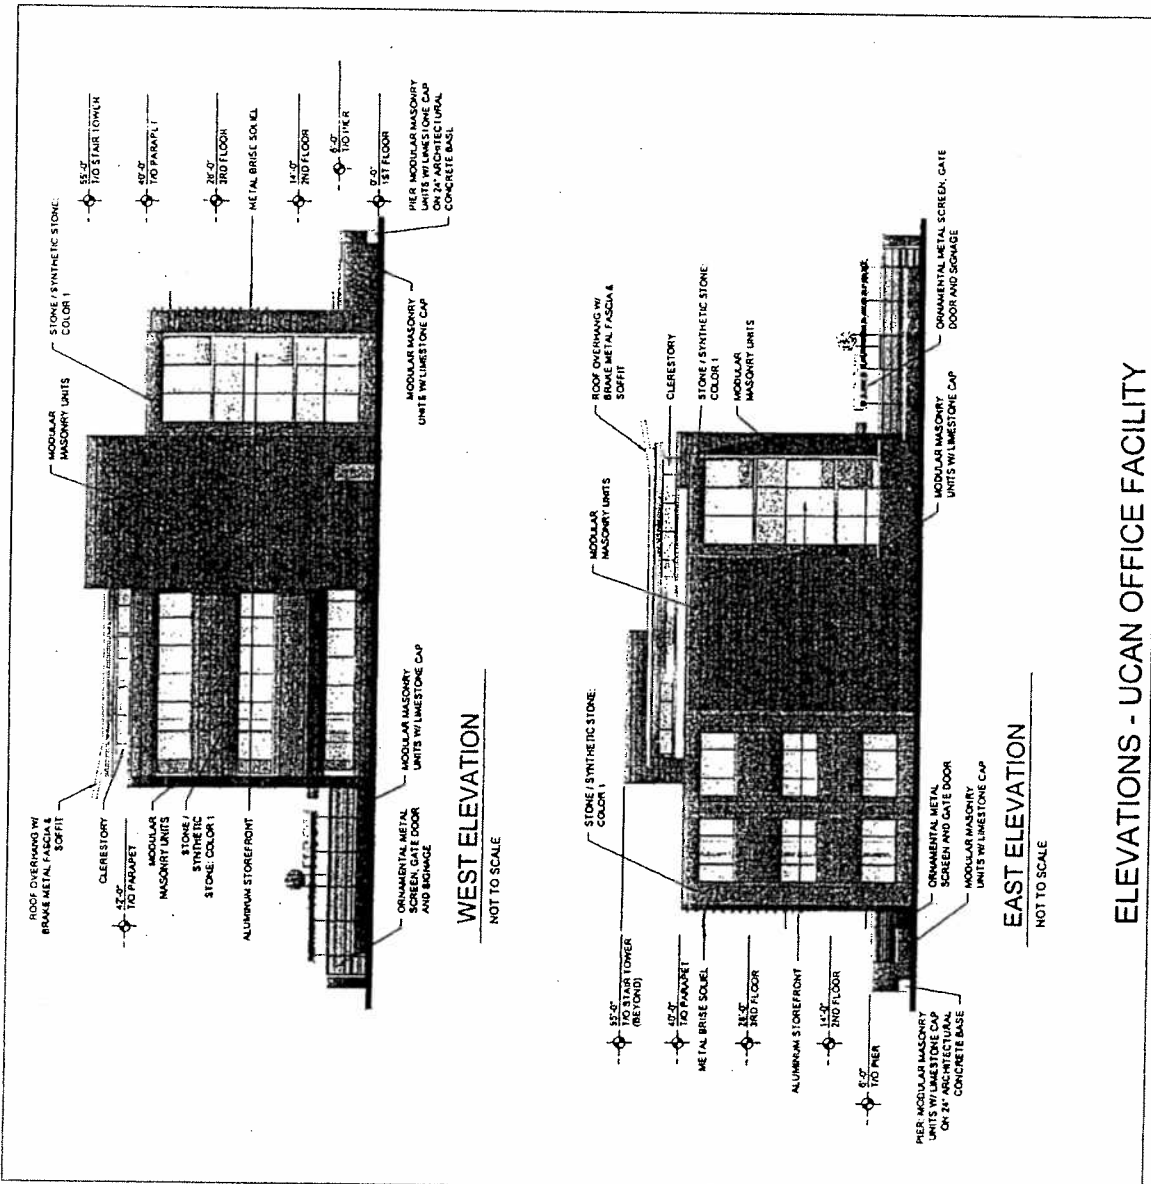 55'-0"
T/O STAIR TOWER
40'-0"
T/O PARAPET
28'-0"
3RD FLOOR
METAL BRISE SOLIEL
14'-0"
2ND FLOOR
6'-0"
T/O PIER
0'-0"
1ST FLOOR
PIER MODULAR MASONRY
UNITS W/ LIMESTONE CAP
ON 24" ARCHITECTURAL
CONCRETE BASE
STONE / SYNTHETIC STONE:
COLOR 1
MODULAR
MASONRY UNITS
MODULAR MASONRY
UNITS W/ LIMESTONE CAP
ROOF OVERHANG W/
BRAKE METAL FASCIA &
SOFFIT
CLERESTORY
42'-0"
T/O PARAPET
MODULAR
MASONRY UNITS
STONE /
SYNTHETIC
STONE: COLOR 1
ALUMINUM STOREFRONT
MODULAR MASONRY
UNITS W/ LIMESTONE CAP
ORNAMENTAL METAL
SCREEN, GATE DOOR
AND SIGNAGE
WEST ELEVATION
NOT TO SCALE
ROOF OVERHANG W/
BRAKE METAL FASCIA &
SOFFIT
CLERESTORY
STONE / SYNTHETIC STONE:
COLOR 1
MODULAR
MASONRY UNITS
ORNAMENTAL METAL SCREEN, GATE
DOOR AND SIGNAGE
MODULAR MASONRY
UNITS W/ LIMESTONE CAP
MODULAR
MASONRY UNITS
STONE / SYNTHETIC STONE:
COLOR 1
55'-0"
T/O STAIR TOWER
(BEYOND)
40'-0"
T/O PARAPET
METAL BRISE SOLIEL
28'-0"
3RD FLOOR
ALUMINUM STOREFRONT
14'-0"
2ND FLOOR
6'-0"
T/O PIER
PIER: MODULAR MASONRY
UNITS W/ LIMESTONE CAP
ON 24" ARCHITECTURAL
CONCRETE BASE
ORNAMENTAL METAL
SCREEN AND GATE DOOR
MODULAR MASONRY
UNITS W/ LIMESTONE CAP
EAST ELEVATION
NOT TO SCALE
ELEVATIONS - UCAN OFFICE FACILITY